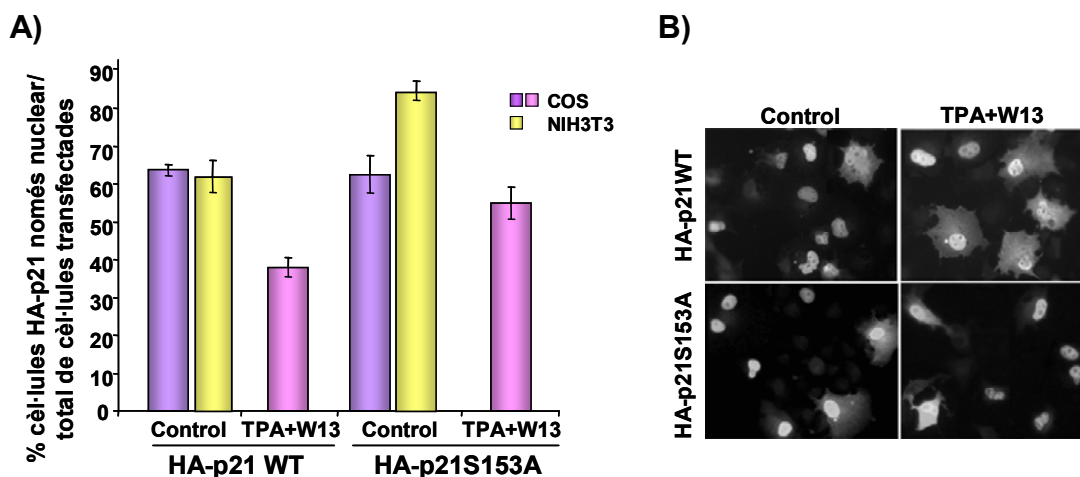 A)
% cèl·lules HA-p21 només nuclear/
total de cèl·lules transfectades
90
80
70
60
50
40
30
20
10
0
COS
NIH3T3
Control
TPA+W13
Control
TPA+W13
HA-p21 WT
HA-p21S153A
B)
Control
TPA+W13
HA-p21WT
HA-p21S153A